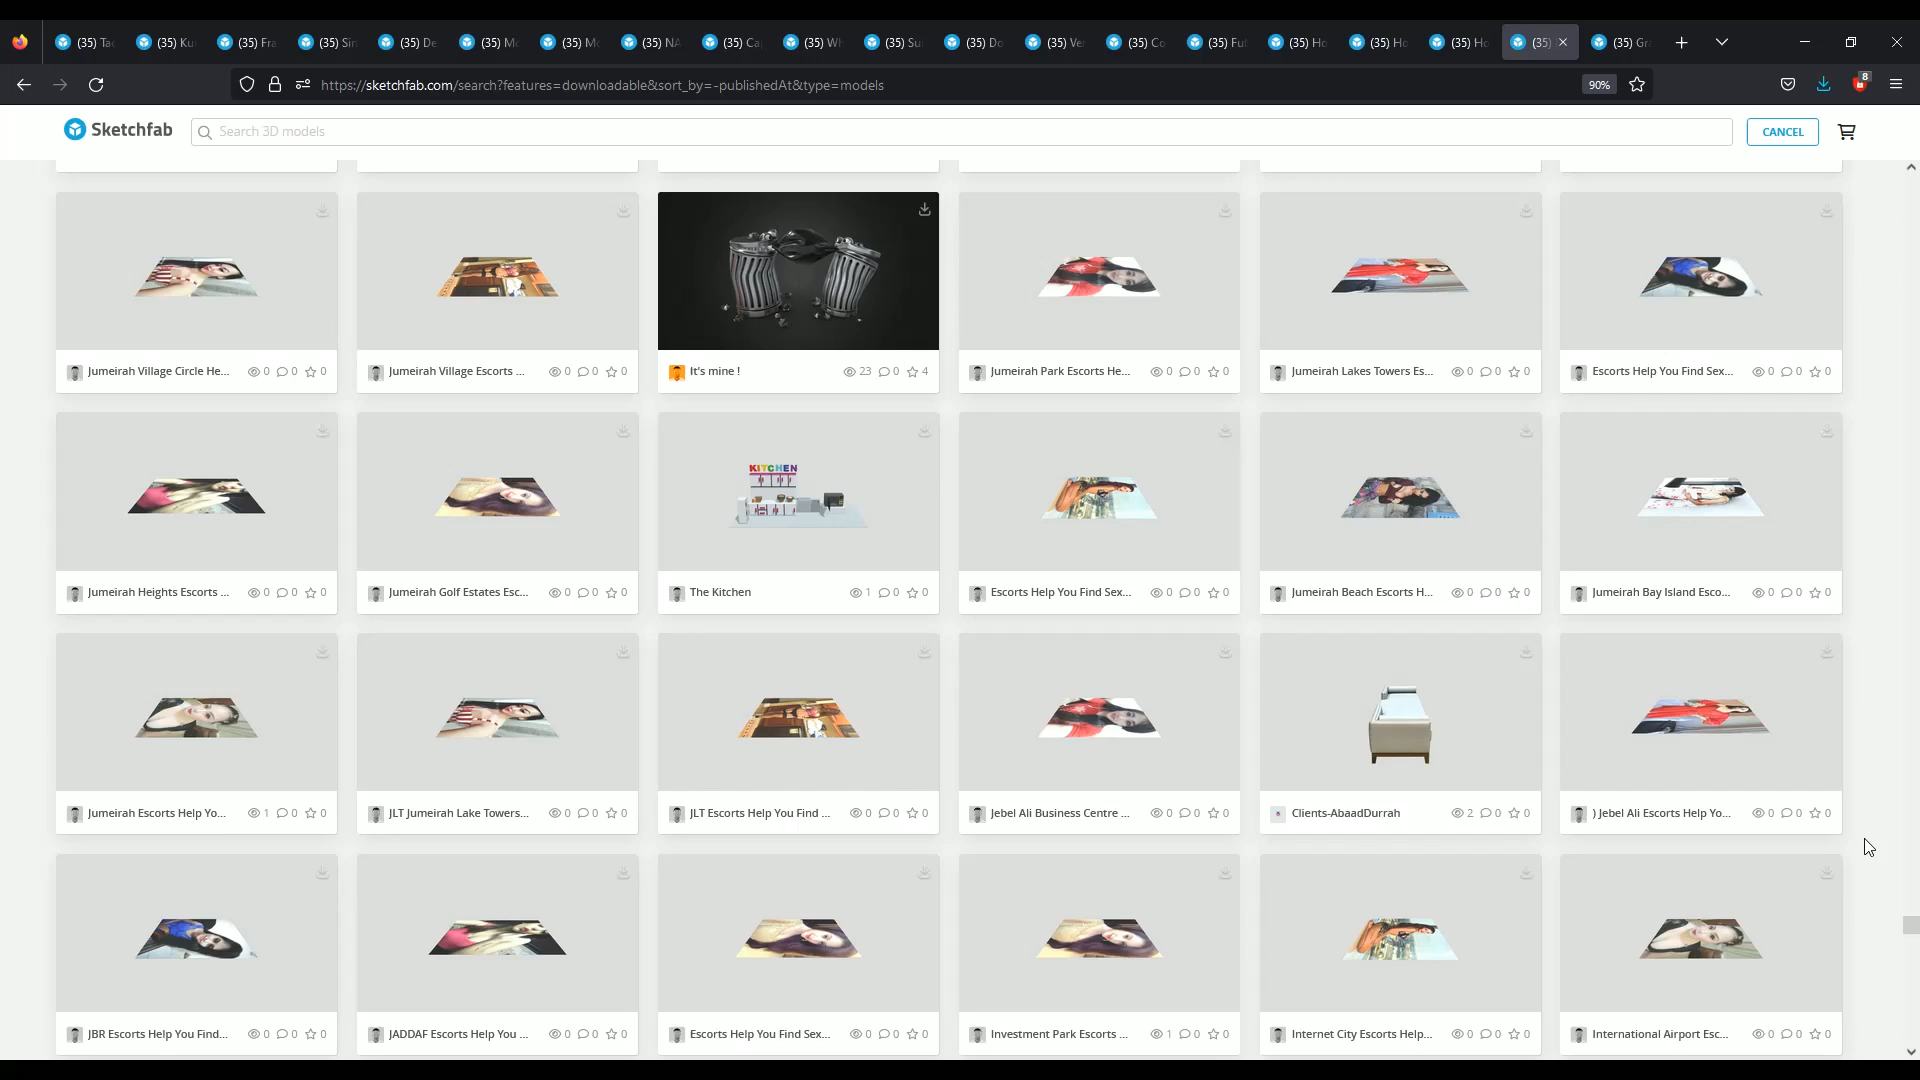 (35) Tac
(35) Ku
(35) Fra
(35) Sin
(35) De
(35) Mo
(35) Mo
(35) NA
(35) Ca
(35) Wh
(35) Su
(35) Do
(35) Ve
(35) Co
(35) Ful
(35) Ho
(35) Ho
(35) Ho
(35)
(35) Gr
https://sketchfab.com/search?features=downloadable&sort_by=-publishedAt&type=models
90%
8
Sketchfab
Search 3D models
CANCEL
Jumeirah Village Circle He... 0 0 0
Jumeirah Village Escorts ... 0 0 0
It's mine ! 23 0 4
Jumeirah Park Escorts He... 0 0 0
Jumeirah Lakes Towers Es... 0 0 0
Escorts Help You Find Sex... 0 0 0
KITCHEN
Jumeirah Heights Escorts ... 0 0 0
Jumeirah Golf Estates Esc... 0 0 0
The Kitchen 1 0 0
Escorts Help You Find Sex... 0 0 0
Jumeirah Beach Escorts H... 0 0 0
Jumeirah Bay Island Esco... 0 0 0
Jumeirah Escorts Help Yo... 1 0 0
JLT Jumeirah Lake Towers... 0 0 0
JLT Escorts Help You Find ... 0 0 0
Jebel Ali Business Centre ... 0 0 0
Clients-AbaadDurrah 2 0 0
) Jebel Ali Escorts Help Yo... 0 0 0
JBR Escorts Help You Find... 0 0 0
JADDAF Escorts Help You ... 0 0 0
Escorts Help You Find Sex... 0 0 0
Investment Park Escorts ... 1 0 0
Internet City Escorts Help... 0 0 0
International Airport Esc... 0 0 0